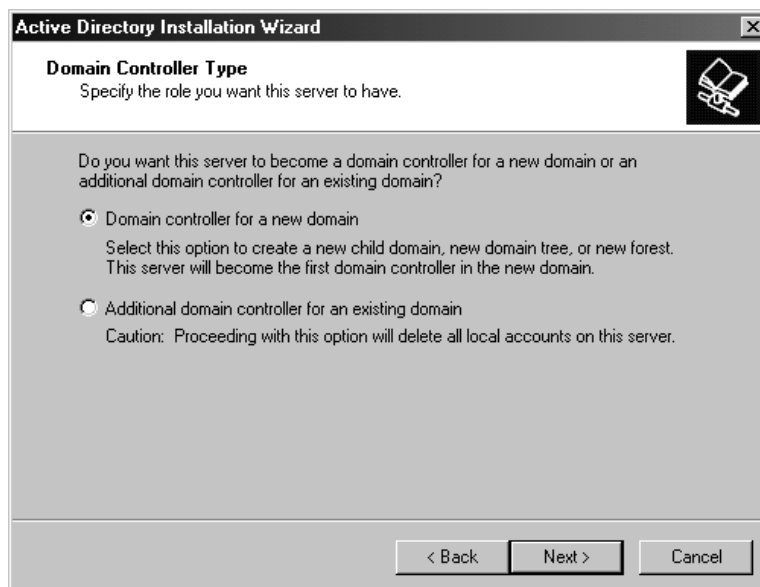 Active Directory Installation Wizard
Domain Controller Type
Specify the role you want this server to have.
Do you want this server to become a domain controller for a new domain or an
additional domain controller for an existing domain?
Domain controller for a new domain
Select this option to create a new child domain, new domain tree, or new forest.
This server will become the first domain controller in the new domain.
Additional domain controller for an existing domain
Caution: Proceeding with this option will delete all local accounts on this server.
< Back
Next >
Cancel